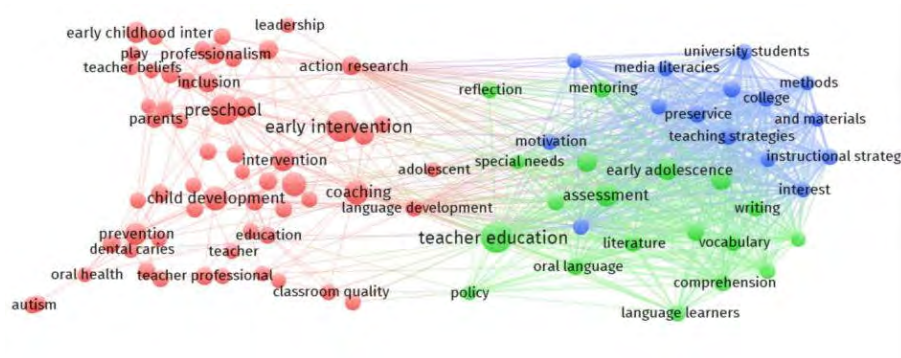 leadership
early childhood inter
university students
play
professionalism
action research
media literacies
teacher beliefs
inclusion
reflection
mentoring
methods
college
preschool
parents
preservice
and materials
early intervention
motivation
teaching strategies
intervention
adolescent
special needs
early adolescence
instructional strateg
child development
coaching
assessment
interest
language development
writing
prevention
education
teacher education
literature
vocabulary
dental caries
teacher
oral language
oral health
teacher professional
classroom quality
policy
comprehension
autism
language learners